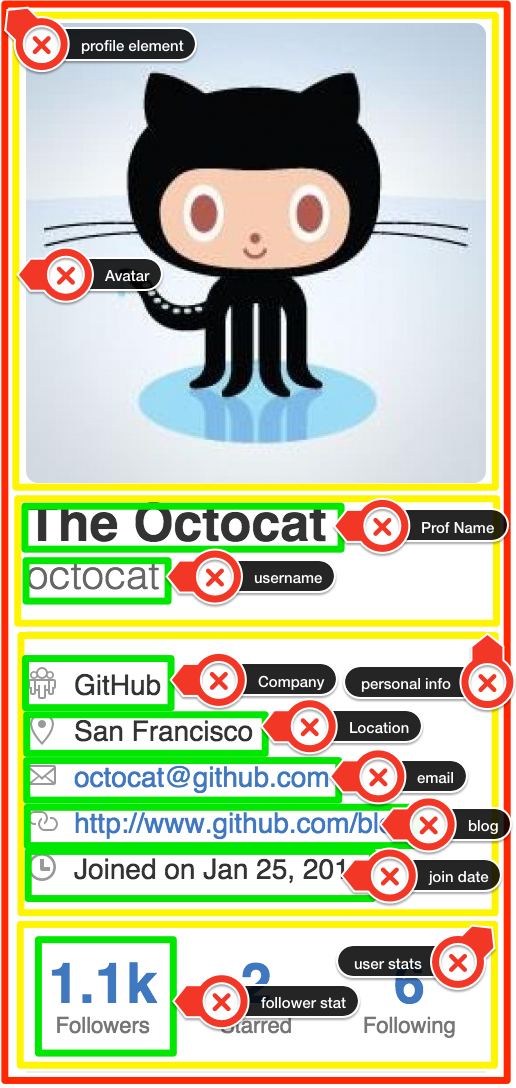 profile element
Avatar
The Octocat
Prof Name
octocat
username
GitHub
Company
personal info
San Francisco
Location
octocat@github.com
email
http://www.github.com/bl
blog
Joined on Jan 25, 201
join date
user stats
1.1k 2 6
follower stat
Followers Starred Following